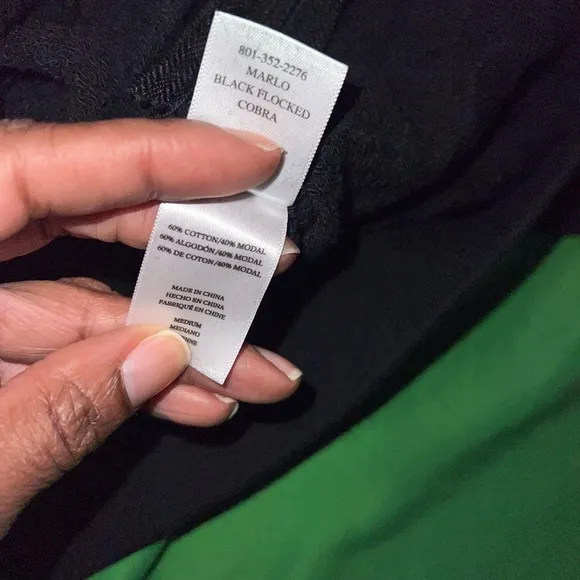 801-352-2276
MARLO
BLACK FLOCKED
COBRA
60% COTTON/40% MODAL
60% ALGODÓN/40% MODAL
60% DE COTON/40% MODAL
MADE IN CHINA
HECHO EN CHINA
FABRIQUÉ EN CHINE
MEDIUM
MEDIANO